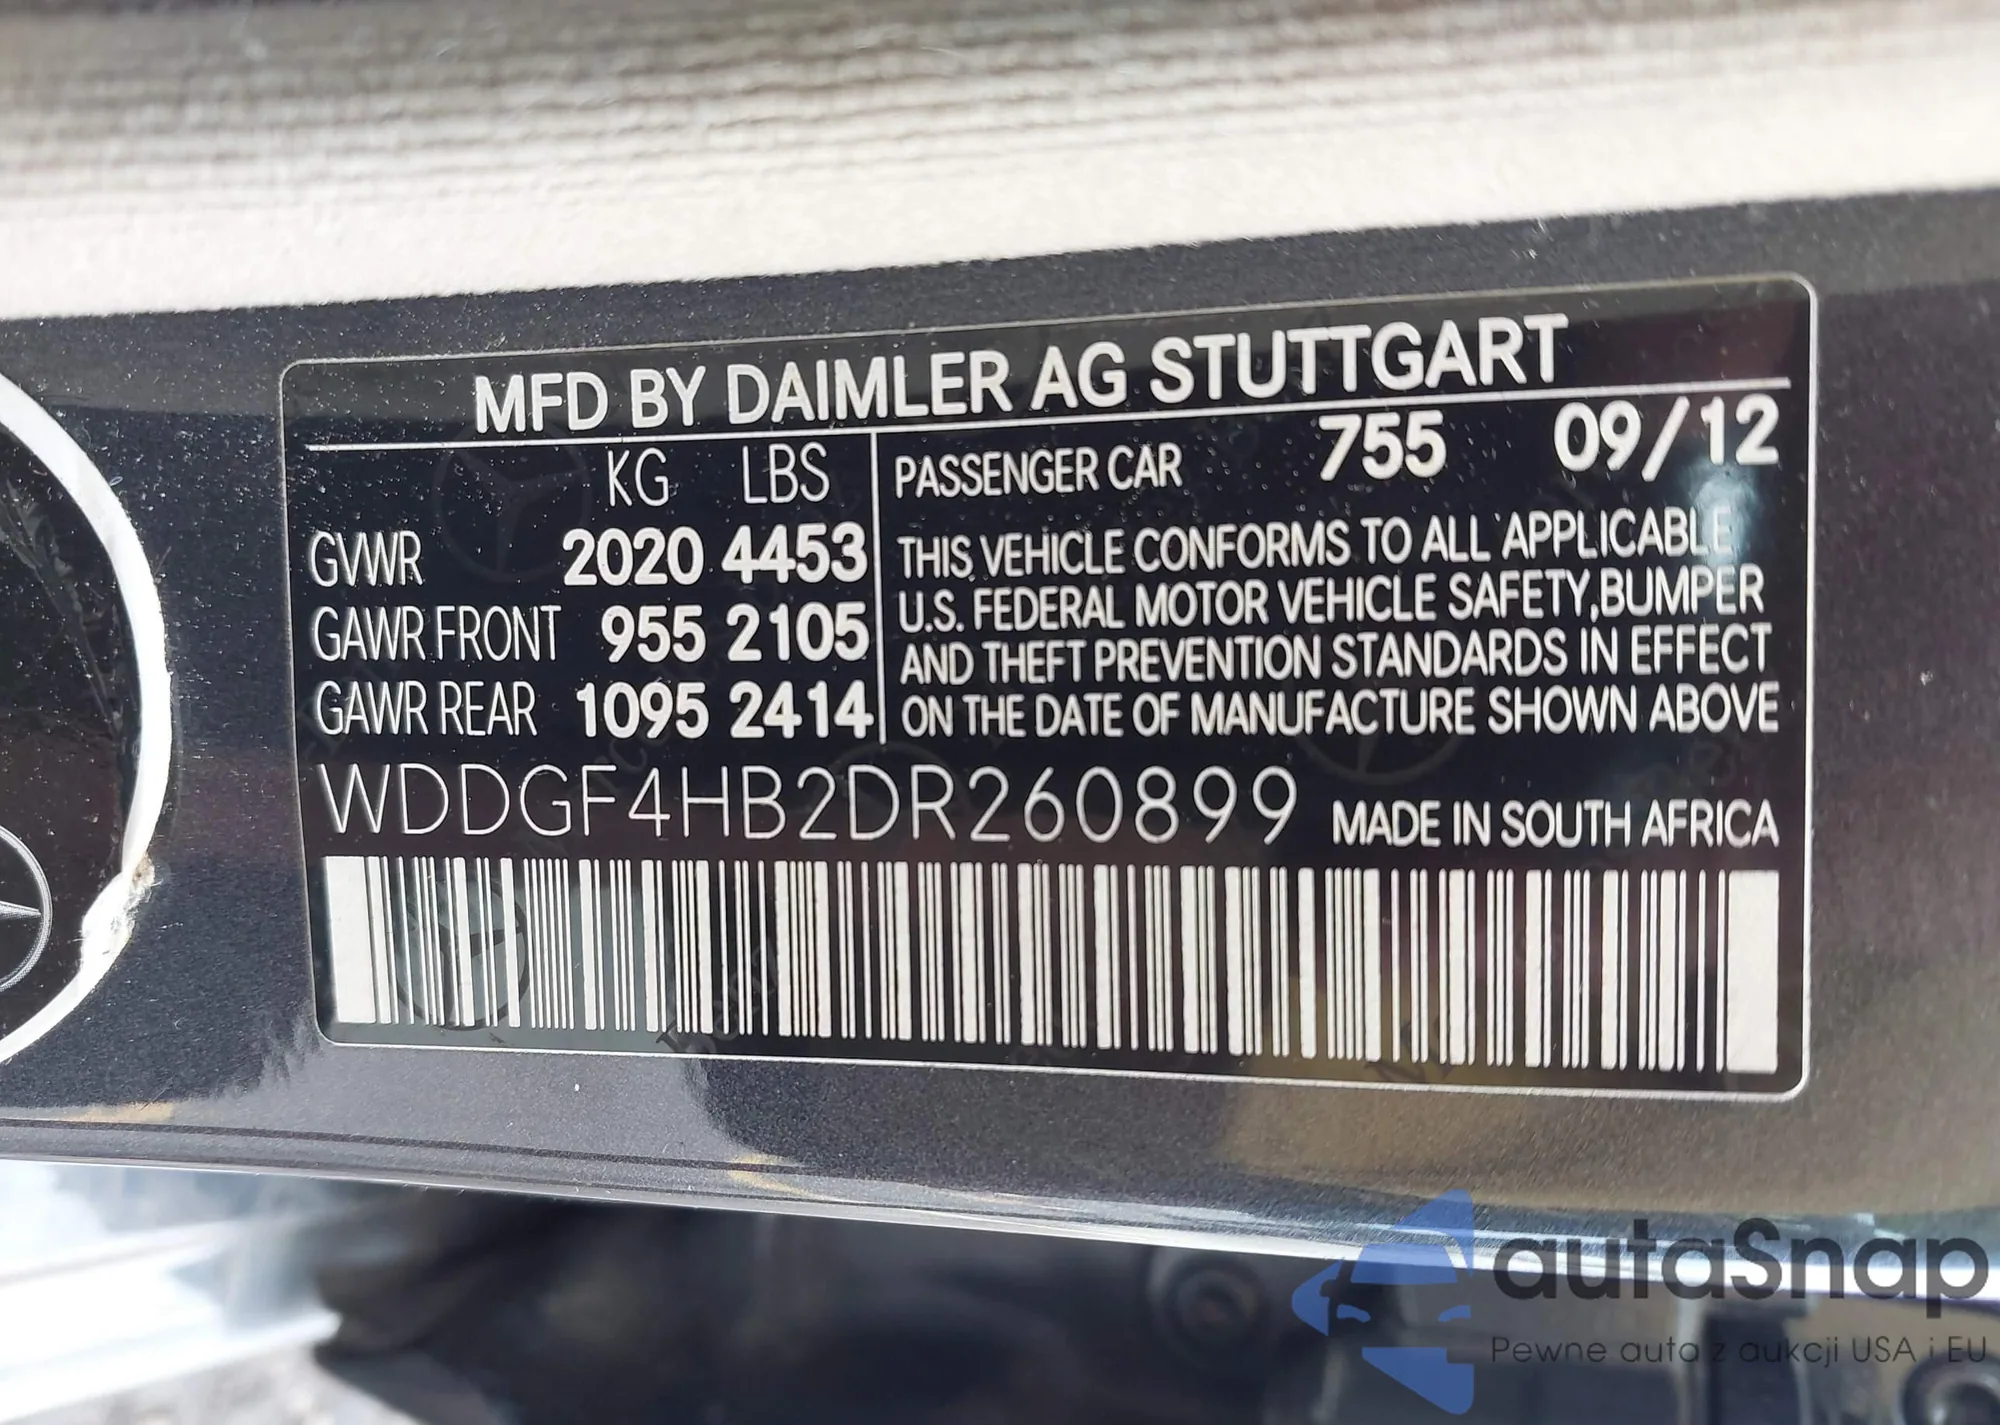 MFD BY DAIMLER AG STUTTGART
KG LBS
GVWR 2020 4453
GAWR FRONT 955 2105
GAWR REAR 1095 2414
PASSENGER CAR 755 09/12
THIS VEHICLE CONFORMS TO ALL APPLICABLE
U.S. FEDERAL MOTOR VEHICLE SAFETY, BUMPER
AND THEFT PREVENTION STANDARDS IN EFFECT
ON THE DATE OF MANUFACTURE SHOWN ABOVE
WDDGF4HB2DR260899 MADE IN SOUTH AFRICA
autaSnap
Pewne auta z aukcji USA i EU